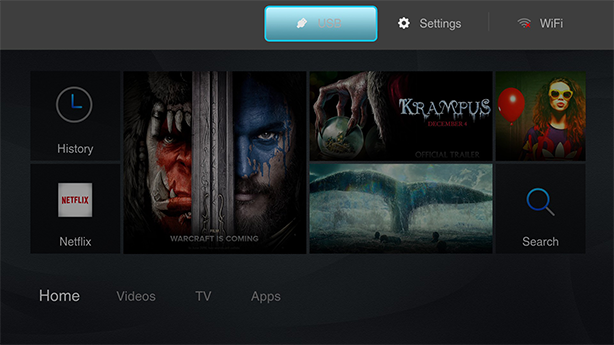 USB
Settings
WiFi
History
KRAMPUS
DECEMBER 4
OFFICIAL TRAILER
NETFLIX
Netflix
FILM
WARCRAFT IS COMING
Search
Home
Videos
TV
Apps